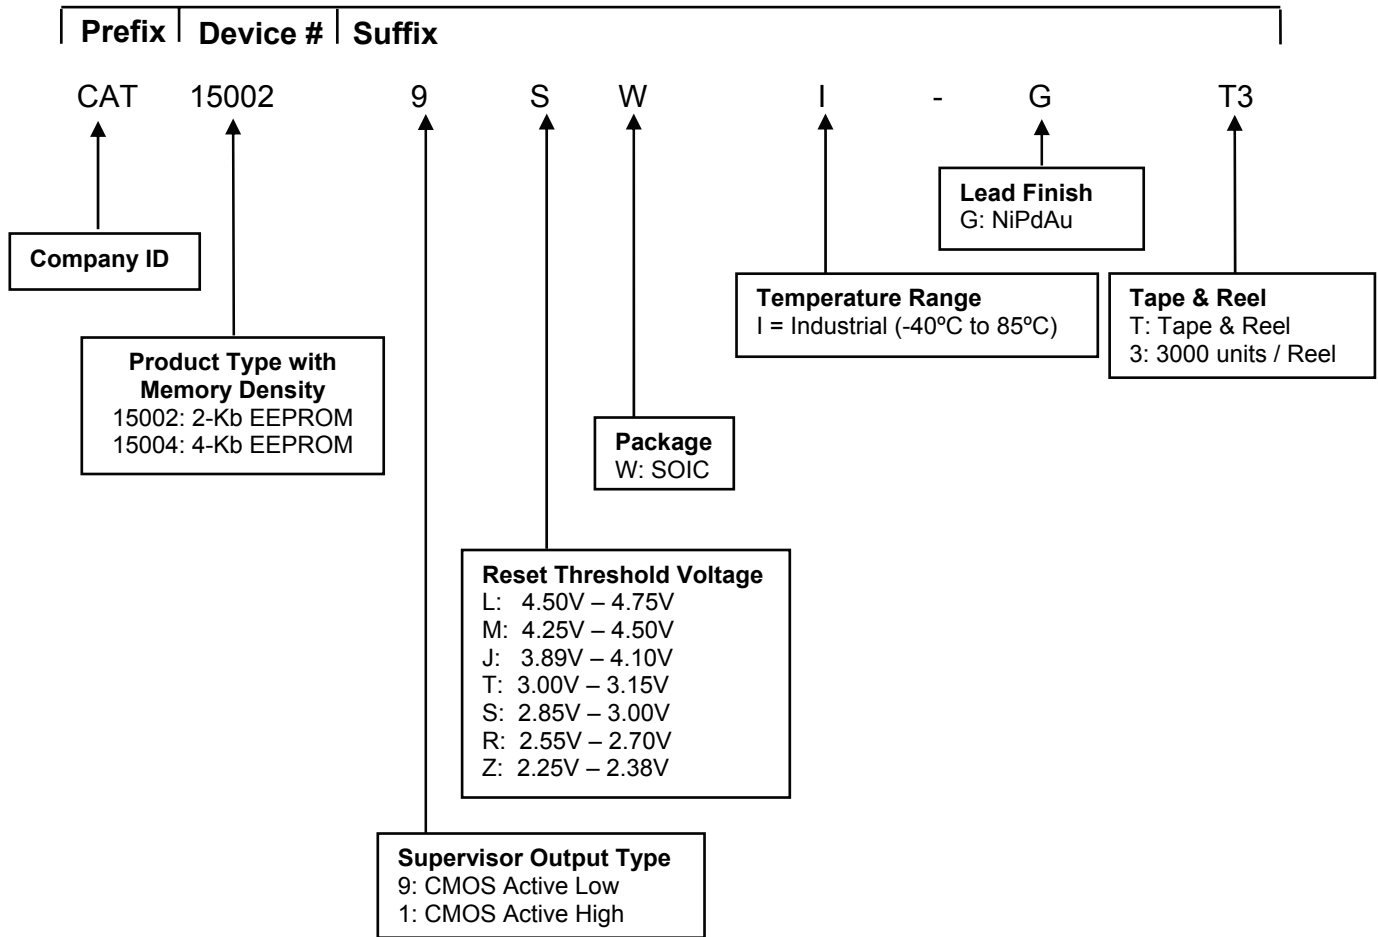 Prefix Device # Suffix
CAT 15002 9 S W I - G T3
Lead Finish
G: NiPdAu
Company ID
Temperature Range
I = Industrial (-40ºC to 85ºC)
Tape & Reel
T: Tape & Reel
3: 3000 units / Reel
Product Type with
Memory Density
15002: 2-Kb EEPROM
15004: 4-Kb EEPROM
Package
W: SOIC
Reset Threshold Voltage
L: 4.50V – 4.75V
M: 4.25V – 4.50V
J: 3.89V – 4.10V
T: 3.00V – 3.15V
S: 2.85V – 3.00V
R: 2.55V – 2.70V
Z: 2.25V – 2.38V
Supervisor Output Type
9: CMOS Active Low
1: CMOS Active High